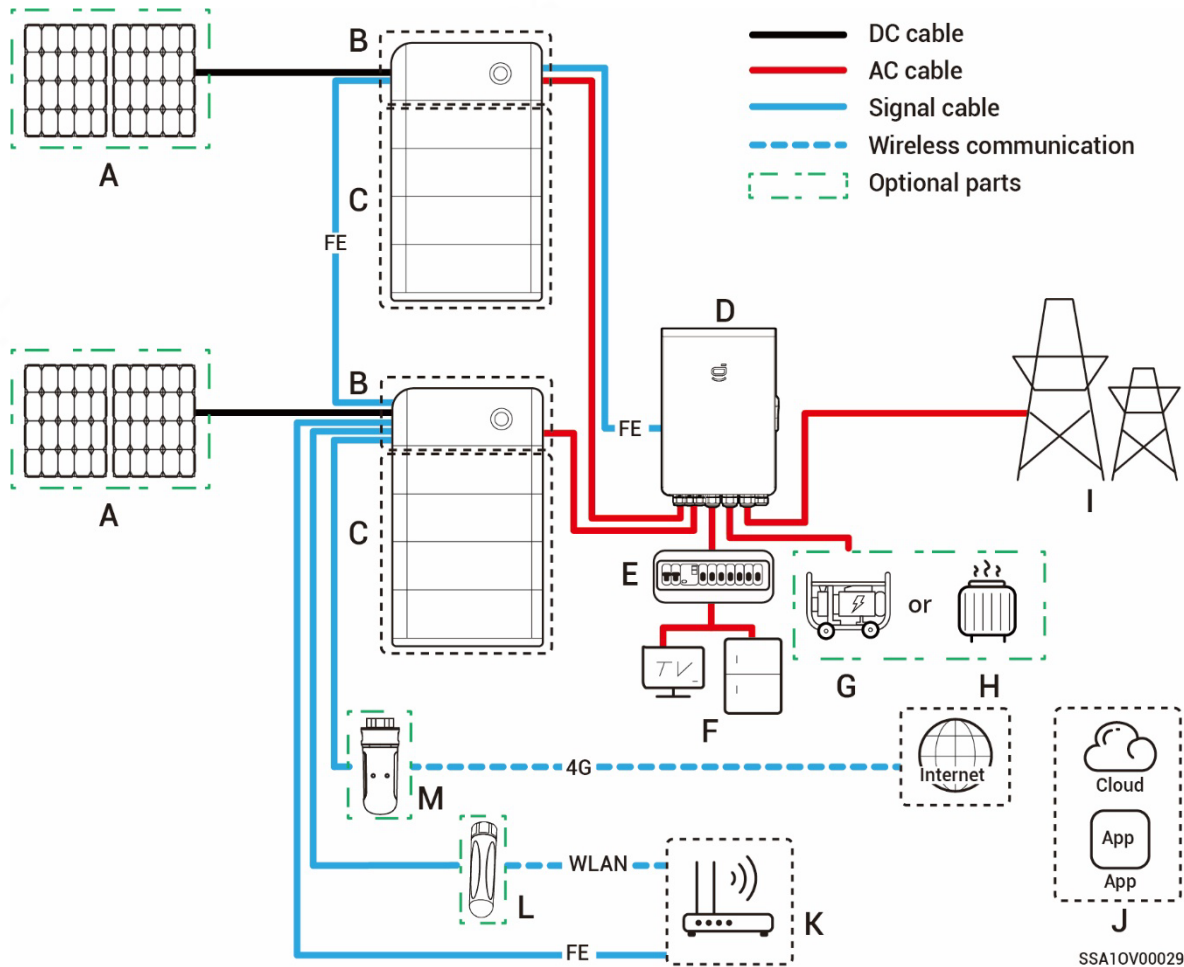 DC cable
AC cable
Signal cable
Wireless communication
Optional parts
A
B
C
FE
D
A
B
C
FE
I
E
TV
F
G
or
H
M
4G
Internet
Cloud
App
App
J
L
WLAN
K
FE
SSA1OV00029